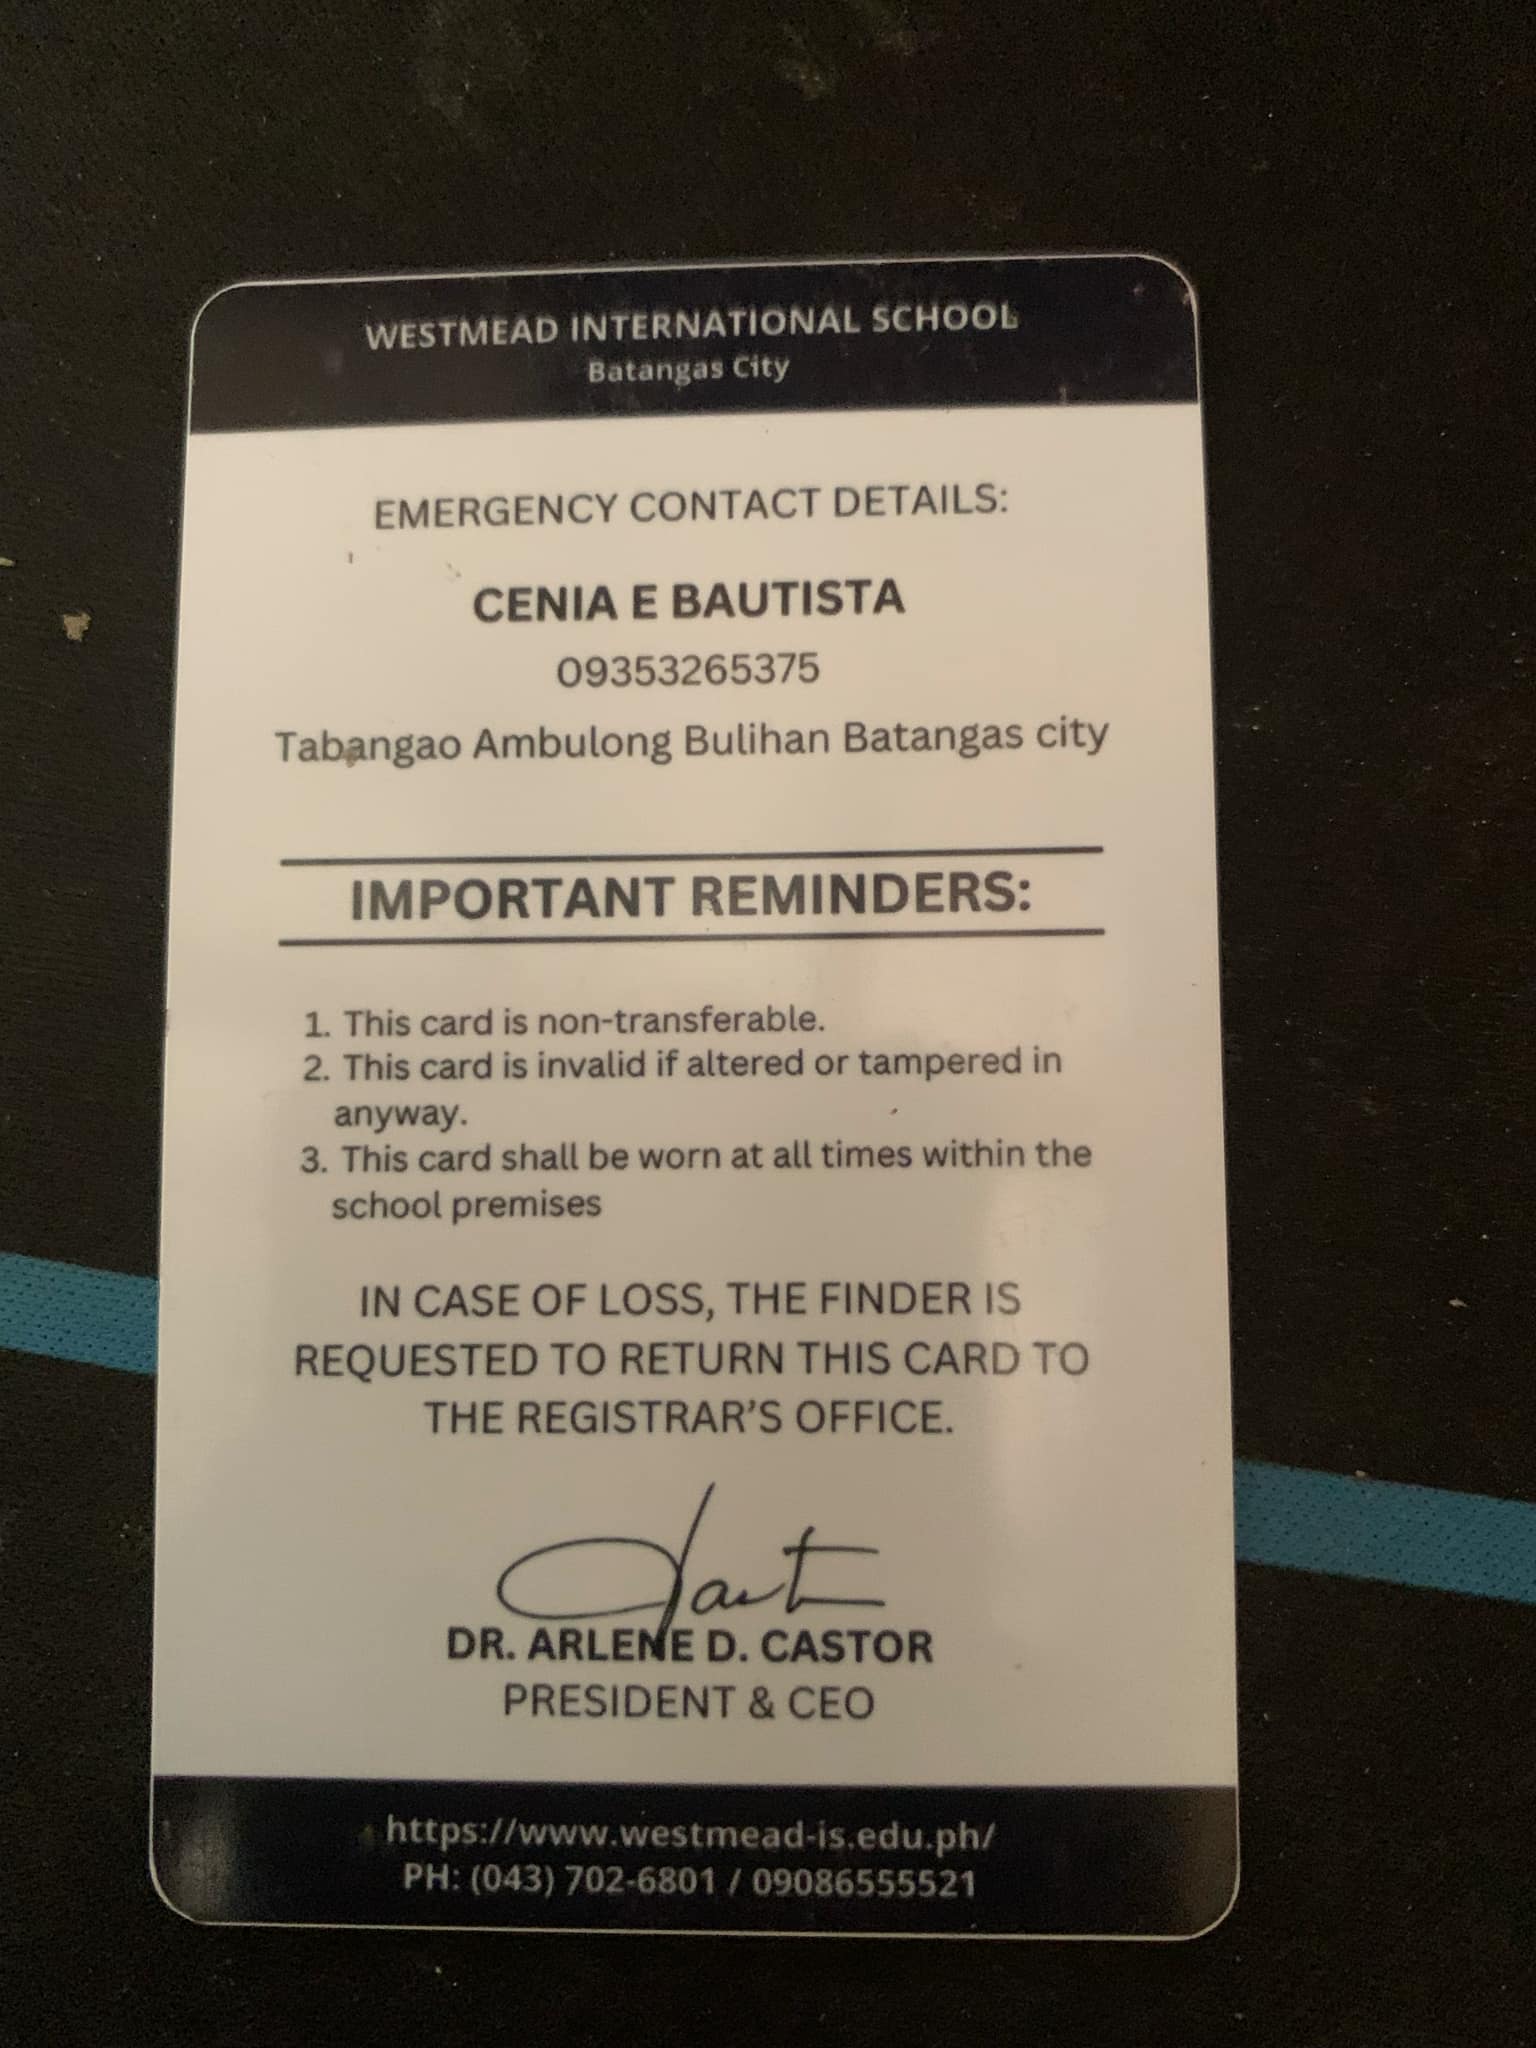 WESTMEAD INTERNATIONAL SCHOOL
Batangas City
EMERGENCY CONTACT DETAILS:
CENIA E BAUTISTA
09353265375
Tabangao Ambulong Bulihan Batangas city
IMPORTANT REMINDERS:
1. This card is non-transferable.
2. This card is invalid if altered or tampered in
anyway.
3. This card shall be worn at all times within the
school premises
IN CASE OF LOSS, THE FINDER IS
REQUESTED TO RETURN THIS CARD TO
THE REGISTRAR'S OFFICE.
DR. ARLENE D. CASTOR
PRESIDENT & CEO
https://www.westmead-is.edu.ph/
PH: (043) 702-6801 / 09086555521